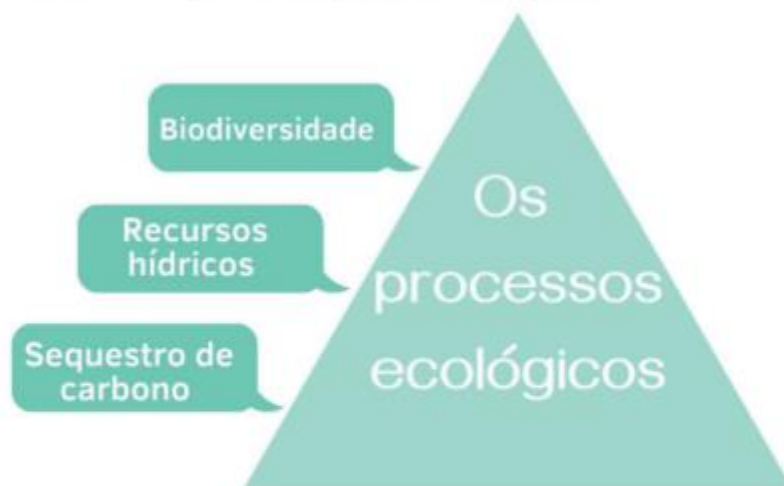 Biodiversidade
Recursos
hídricos
Sequestro de
carbono
Os
processos
ecológicos